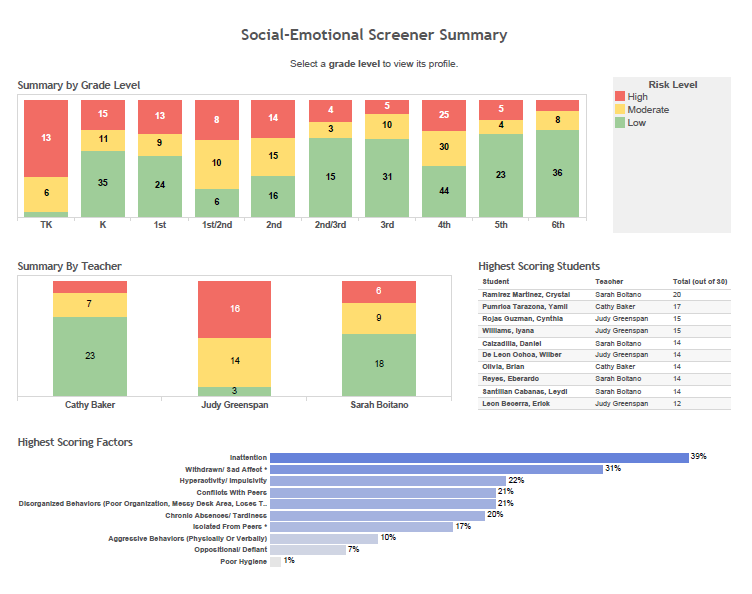 Social-Emotional Screener Summary
Select a grade level to view its profile.
Summary by Grade Level
Risk Level
High
Moderate
Low
13 15 13 8 14 4 5 25 5
6 11 9 10 15 3 10 30 4 8
35 24 6 16 15 31 44 23 36
TK K 1st 1st/2nd 2nd 2nd/3rd 3rd 4th 5th 6th
Summary By Teacher
7 23
16 14 3
6 9 18
Cathy Baker Judy Greenspan Sarah Boitano
Highest Scoring Students
Student Teacher Total (out of 30)
Ramirez Martinez, Crystal Sarah Boitano 20
Pumrioa Tarazona, Yamil Cathy Baker 17
Rojas Guzman, Cynthia Judy Greenspan 15
Williams, Iyana Judy Greenspan 15
Calzadilla, Daniel Sarah Boitano 14
De Leon Oohoa, Wilber Judy Greenspan 14
Olivia, Brian Cathy Baker 14
Reyes, Eberardo Sarah Boitano 14
Santillan Cabanas, Leydi Sarah Boitano 14
Leon Becerra, Erick Judy Greenspan 12
Highest Scoring Factors
Inattention 39%
Withdrawn/ Sad Affect * 31%
Hyperactivity/ Impulsivity 22%
Conflicts With Peers 21%
Disorganized Behaviors (Poor Organization, Messy Desk Area, Loses T.. 21%
Chronic Absences/ Tardiness 20%
Isolated From Peers * 17%
Aggressive Behaviors (Physically Or Verbally) 10%
Oppositional/ Defiant 7%
Poor Hygiene 1%